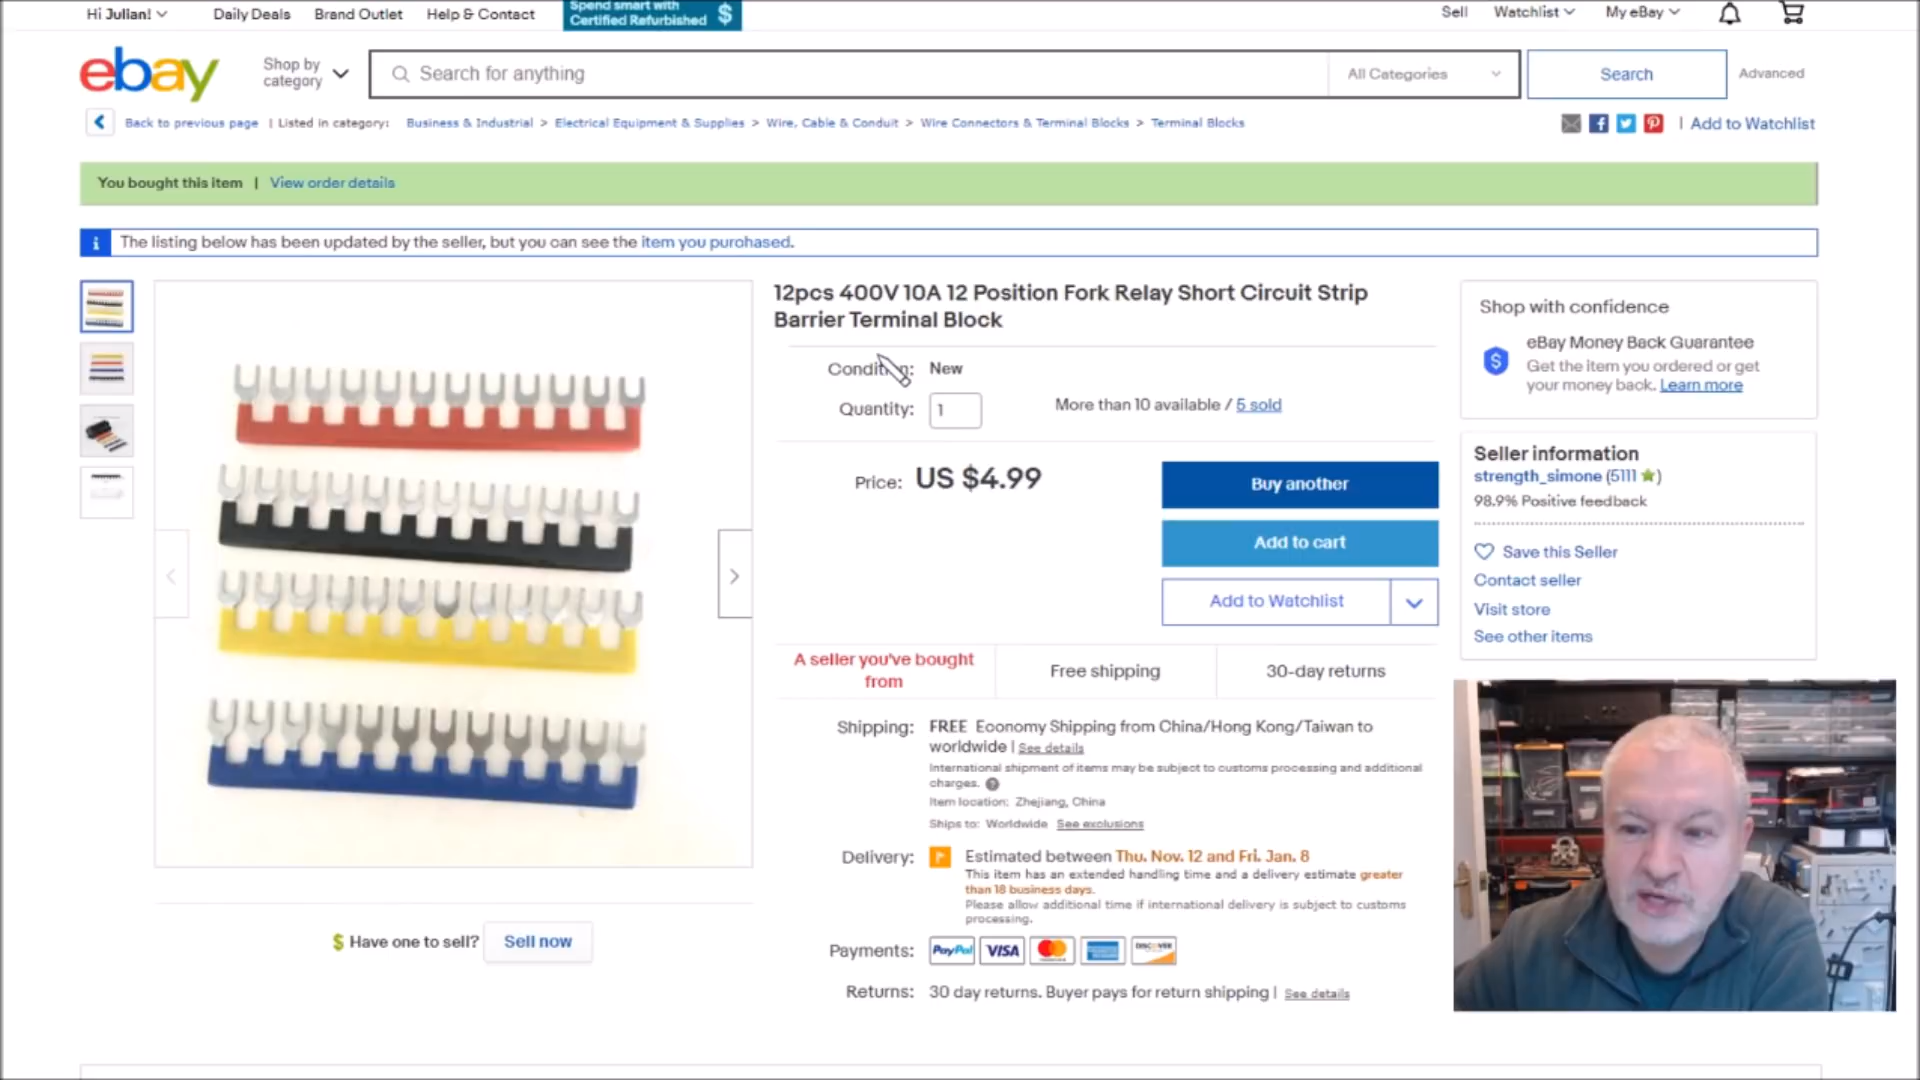 Hi Julian!
Daily Deals
Brand Outlet
Help & Contact
Spend smart with
Certified Refurbished
Sell
Watchlist
My eBay
ebay
Shop by
category
Search for anything
All Categories
Search
Advanced
Back to previous page | Listed in category: Business & Industrial > Electrical Equipment & Supplies > Wire, Cable & Conduit > Wire Connectors & Terminal Blocks > Terminal Blocks
| Add to Watchlist
You bought this item | View order details
The listing below has been updated by the seller, but you can see the item you purchased.
12pcs 400V 10A 12 Position Fork Relay Short Circuit Strip
Barrier Terminal Block
Condition: New
Quantity: 1
More than 10 available / 5 sold
Price: US $4.99
Buy another
Add to cart
Add to Watchlist
A seller you've bought
from
Free shipping
30-day returns
Shipping: FREE Economy Shipping from China/Hong Kong/Taiwan to
worldwide | See details
International shipment of items may be subject to customs processing and additional
charges. ?
Item location: Zhejiang, China
Ships to: Worldwide See exclusions
Delivery: Estimated between Thu. Nov. 12 and Fri. Jan. 8
This item has an extended handling time and a delivery estimate greater
than 18 business days.
Please allow additional time if international delivery is subject to customs
processing.
Payments: PayPal VISA DISCOVER
Returns: 30 day returns. Buyer pays for return shipping | See details
$ Have one to sell? Sell now
Shop with confidence
eBay Money Back Guarantee
Get the item you ordered or get
your money back. Learn more
Seller information
strength_simone (5111 ★)
98.9% Positive feedback
Save this Seller
Contact seller
Visit store
See other items